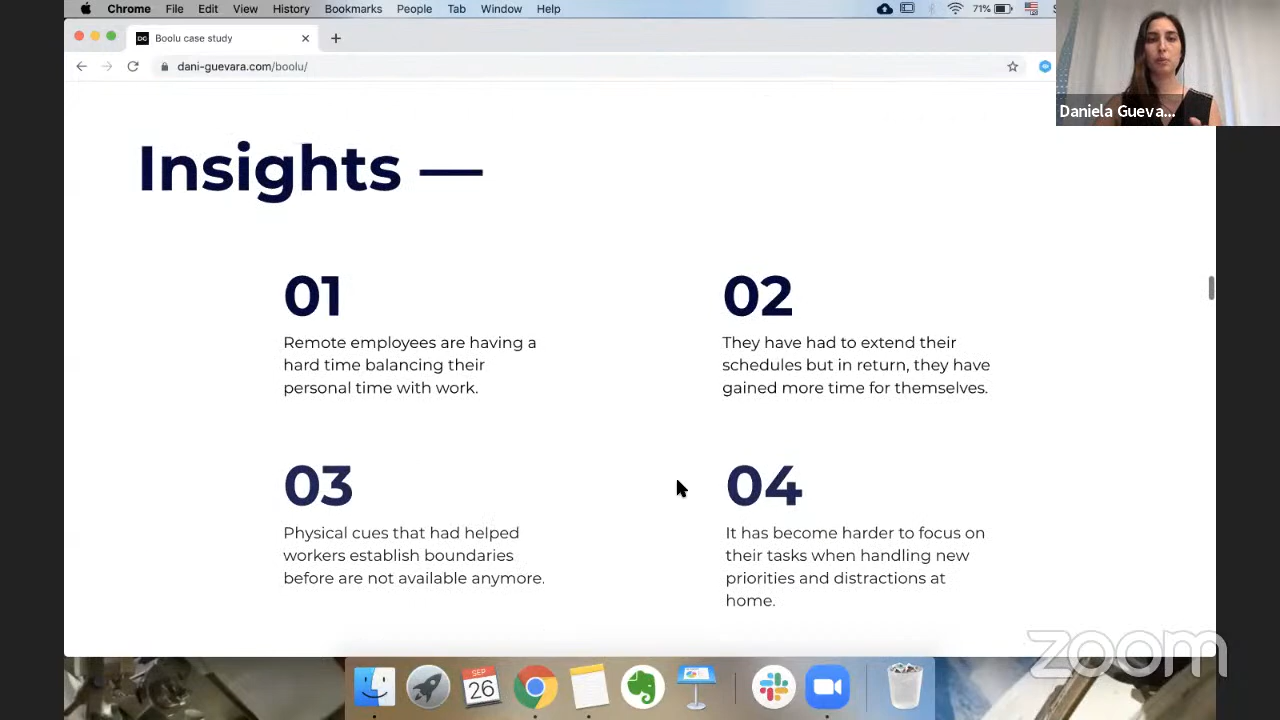 Chrome File Edit View History Bookmarks People Tab Window Help 71%
DG Boolu case study
dani-guevara.com/boolu/
Daniela Gueva...
Insights —
01
Remote employees are having a
hard time balancing their
personal time with work.
02
They have had to extend their
schedules but in return, they have
gained more time for themselves.
03
Physical cues that had helped
workers establish boundaries
before are not available anymore.
04
It has become harder to focus on
their tasks when handling new
priorities and distractions at
home.
SEP
26
zoom